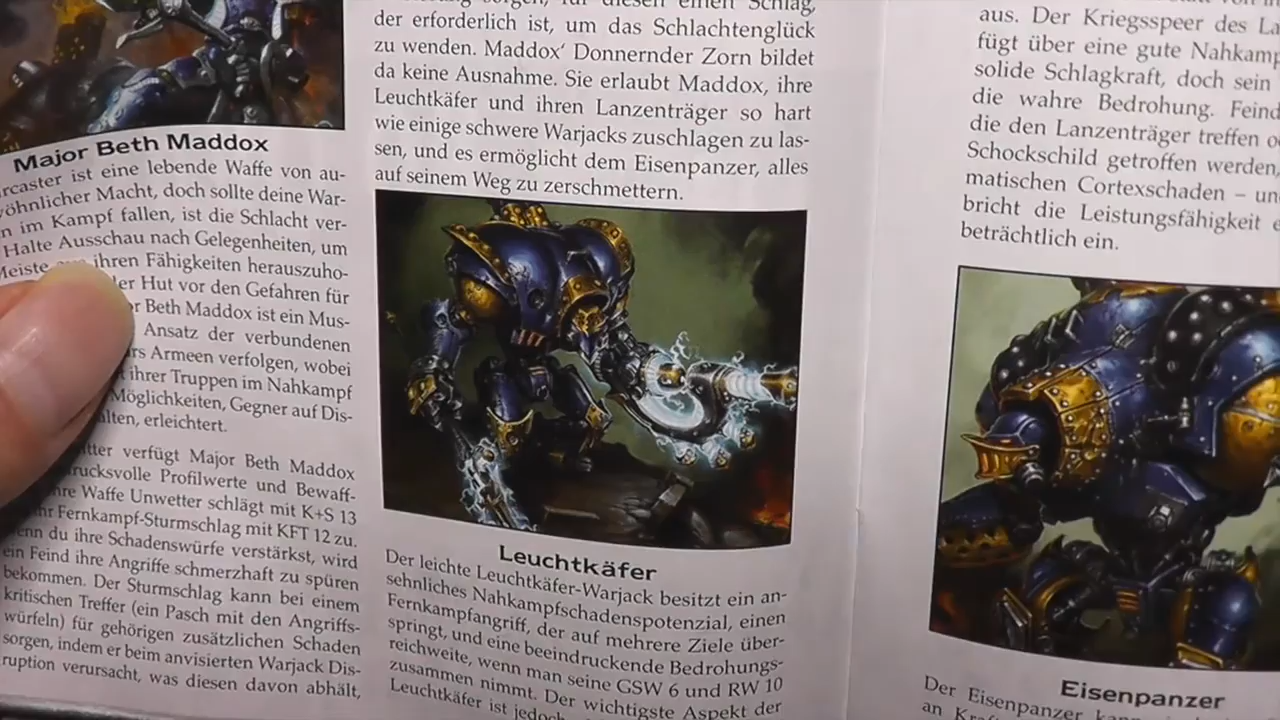 Major Beth Maddox
ist eine lebende Waffe von au-
Macht, doch sollte deine War-
im Kampf fallen, ist die Schlacht ver-
Halte Ausschau nach Gelegenheiten, um
ihren Fähigkeiten herauszuho-
Hut vor den Gefahren für
Beth Maddox ist ein Mus-
Ansatz der verbundenen
Armeen verfolgen, wobei
ihrer Truppen im Nahkampf
Möglichkeiten, Gegner auf Dis-
erleichtert.
verfügt Major Beth Maddox
Profilwerte und Bewaff-
Waffe Unwetter schlägt mit K+S 13
Fernkampf-Sturmschlag mit KFT 12 zu.
du ihre Schadenswürfe verstärkst, wird
ein Feind ihre Angriffe schmerzhaft zu spüren
bekommen. Der Sturmschlag kann bei einem
kritischen Treffer (ein Pasch mit den Angriffs-
würfeln) für gehörigen zusätzlichen Schaden
sorgen, indem er beim anvisierten Warjack Dis-
ruption verursacht, was diesen davon abhält,
sorgen, für diesen einen Schlag,
der erforderlich ist, um das Schlachtenglück
zu wenden. Maddox‘ Donnernder Zorn bildet
da keine Ausnahme. Sie erlaubt Maddox, ihre
Leuchtkäfer und ihren Lanzenträger so hart
wie einige schwere Warjacks zuschlagen zu las-
sen, und es ermöglicht dem Eisenpanzer, alles
auf seinem Weg zu zerschmettern.
Leuchtkäfer
Der leichte Leuchtkäfer-Warjack besitzt ein an-
sehnliches Nahkampfschadenspotenzial, einen
Fernkampfangriff, der auf mehrere Ziele über-
springt, und eine beeindruckende Bedrohungs-
reichweite, wenn man seine GSW 6 und RW 10
zusammen nimmt. Der wichtigste Aspekt der
Leuchtkäfer ist
aus. Der Kriegsspeer des
fügt über eine gute
solide Schlagkraft, doch sein
die wahre Bedrohung.
die den Lanzenträger treffen
Schockschild getroffen werden,
matischen Cortexschaden –
bricht die Leistungsfähigkeit
beträchtlich ein.
Eisenpanzer
Der Eisenpanzer
an